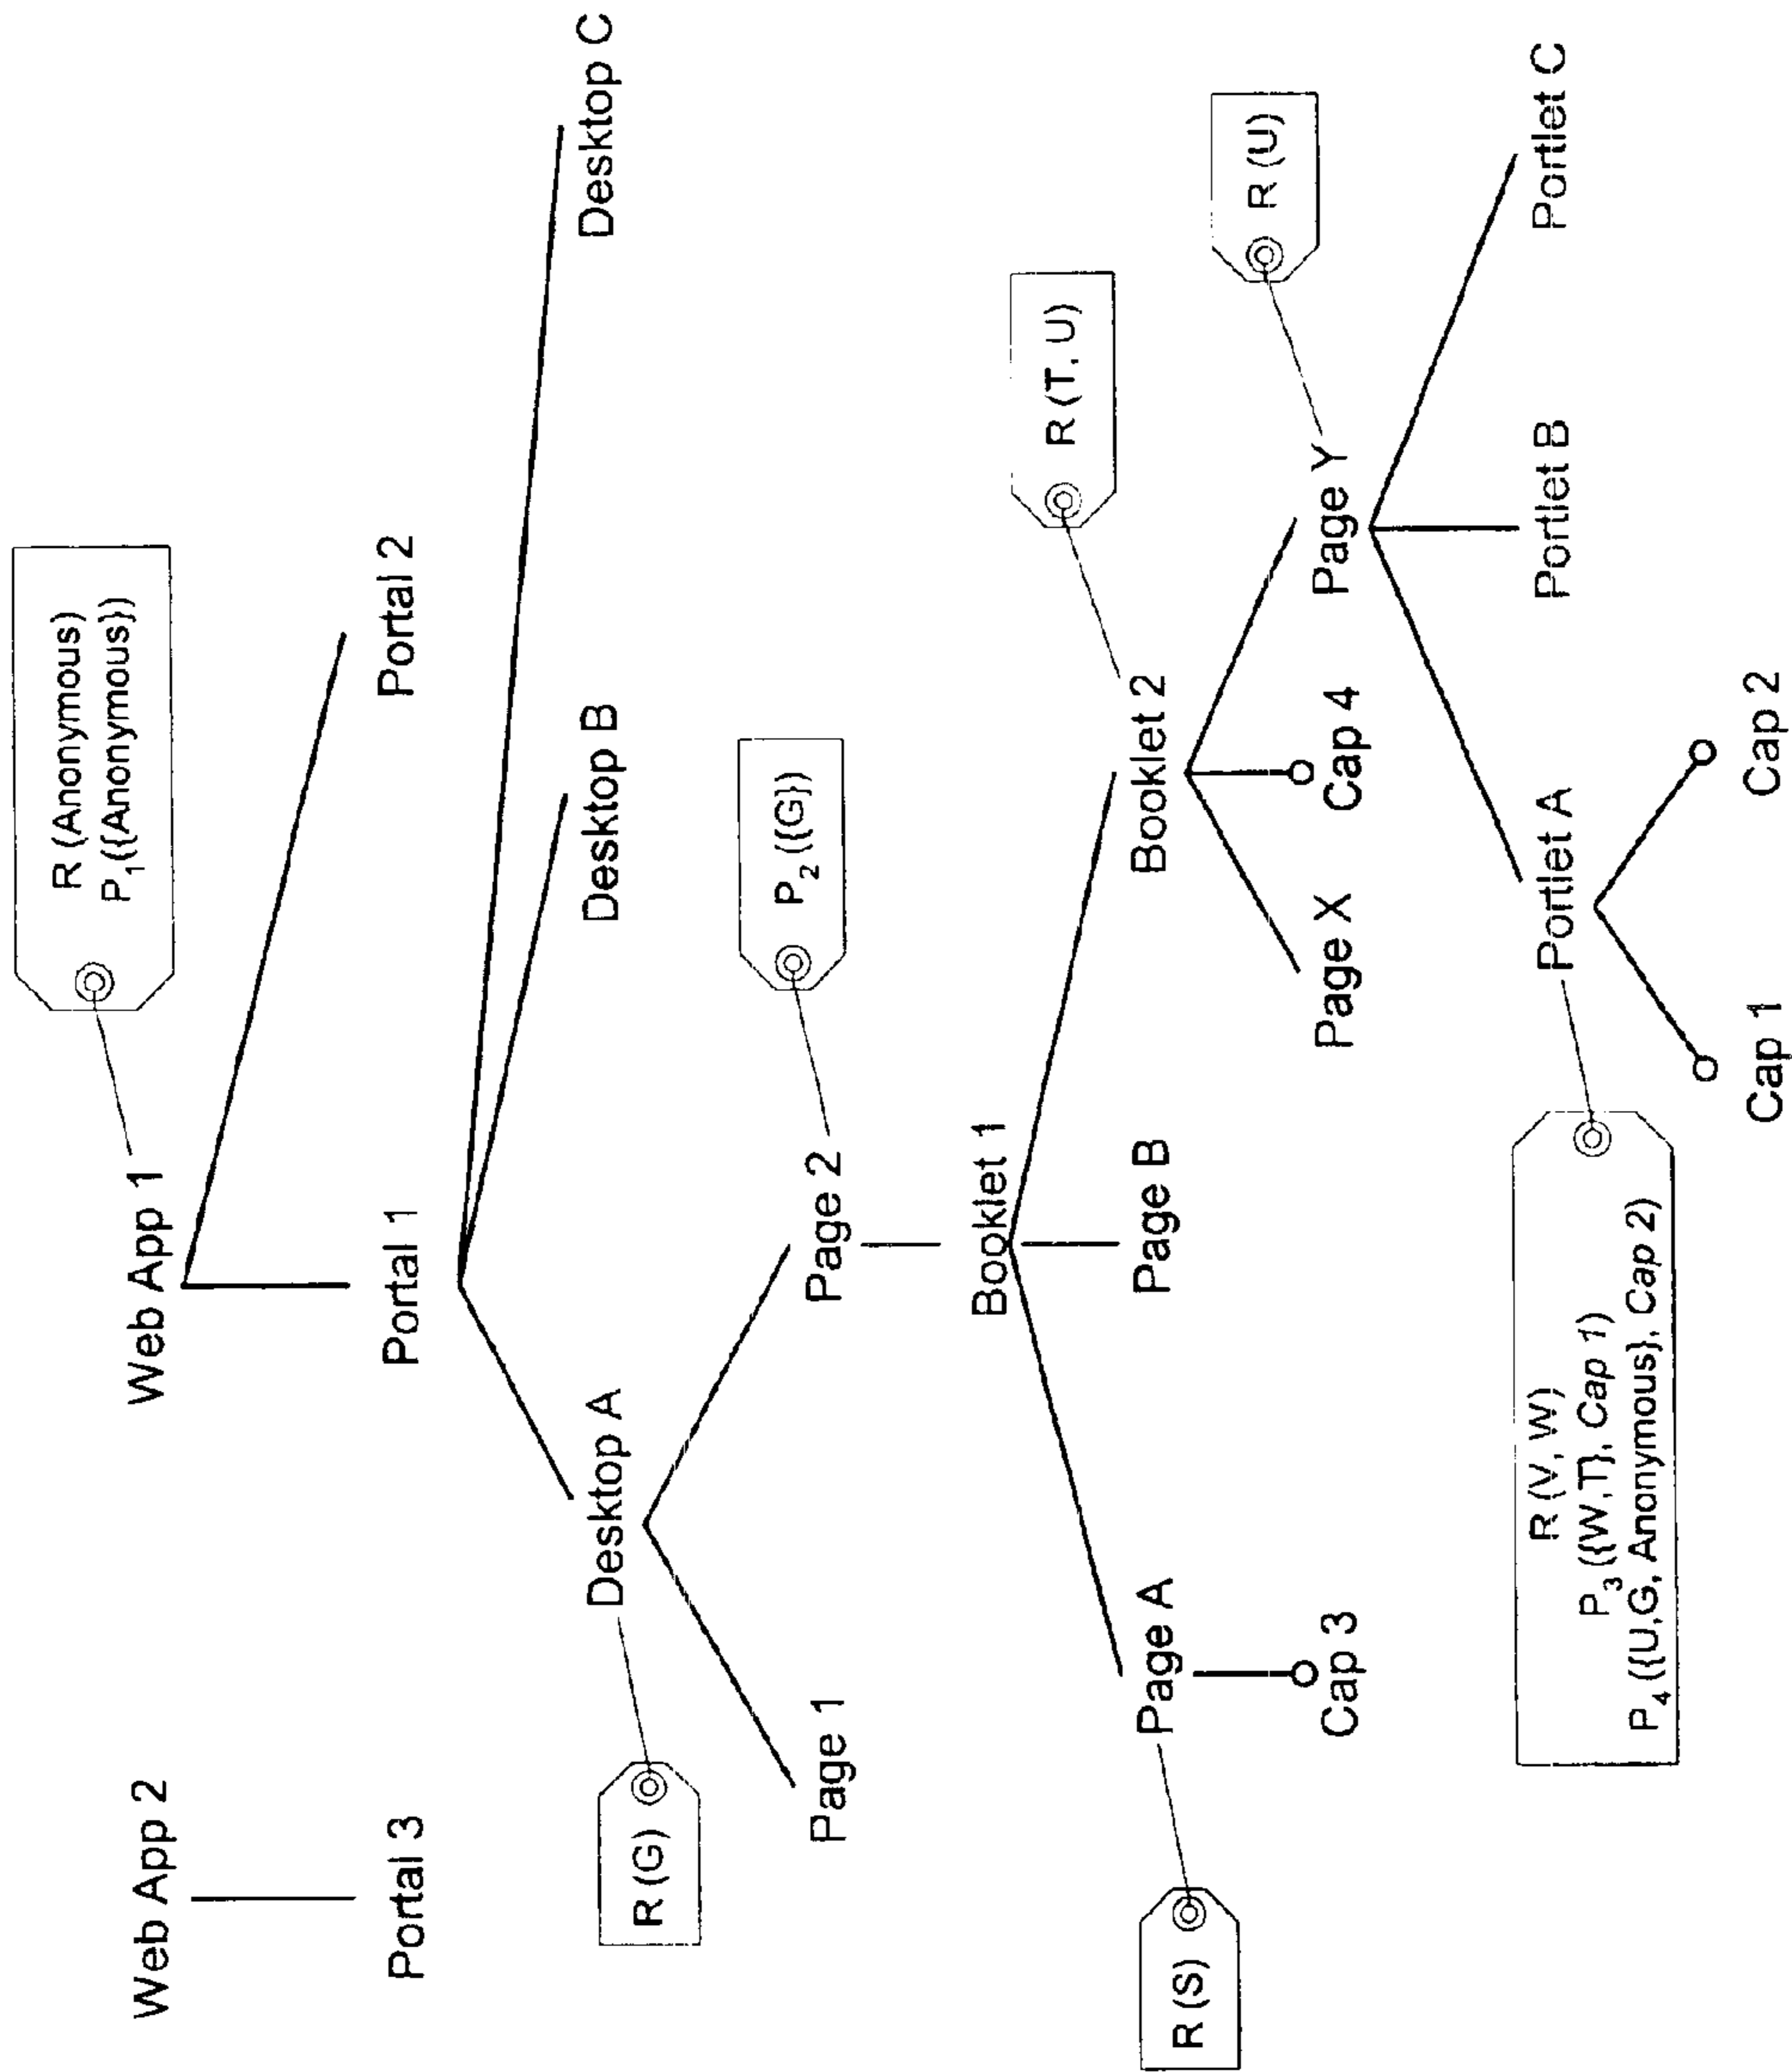 Web App 2
Web App 1
R (Anonymous)
P1({Anonymous})
Portal 3
Portal 1
Portal 2
R (G)
Desktop A
Desktop B
Desktop C
Page 1
Page 2
P2 ({G})
Booklet 1
R (T, U)
R (S)
Page A
Page B
Booklet 2
R (U)
Cap 3
Page X
Cap 4
Page Y
R (V, W)
P3 ({W,T}, Cap 1)
P4 ({U,G, Anonymous}, Cap 2)
Portlet A
Portlet B
Portlet C
Cap 1
Cap 2